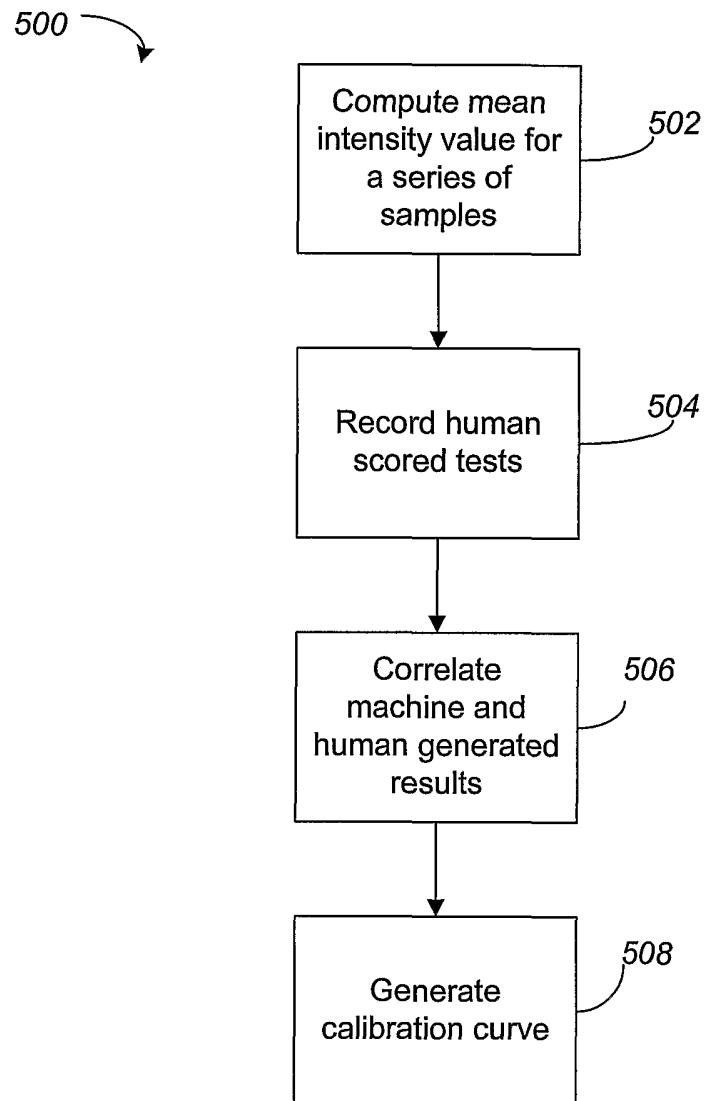 500
Compute mean
intensity value for
a series of
samples
502
Record human
scored tests
504
Correlate
machine and
human generated
results
506
Generate
calibration curve
508